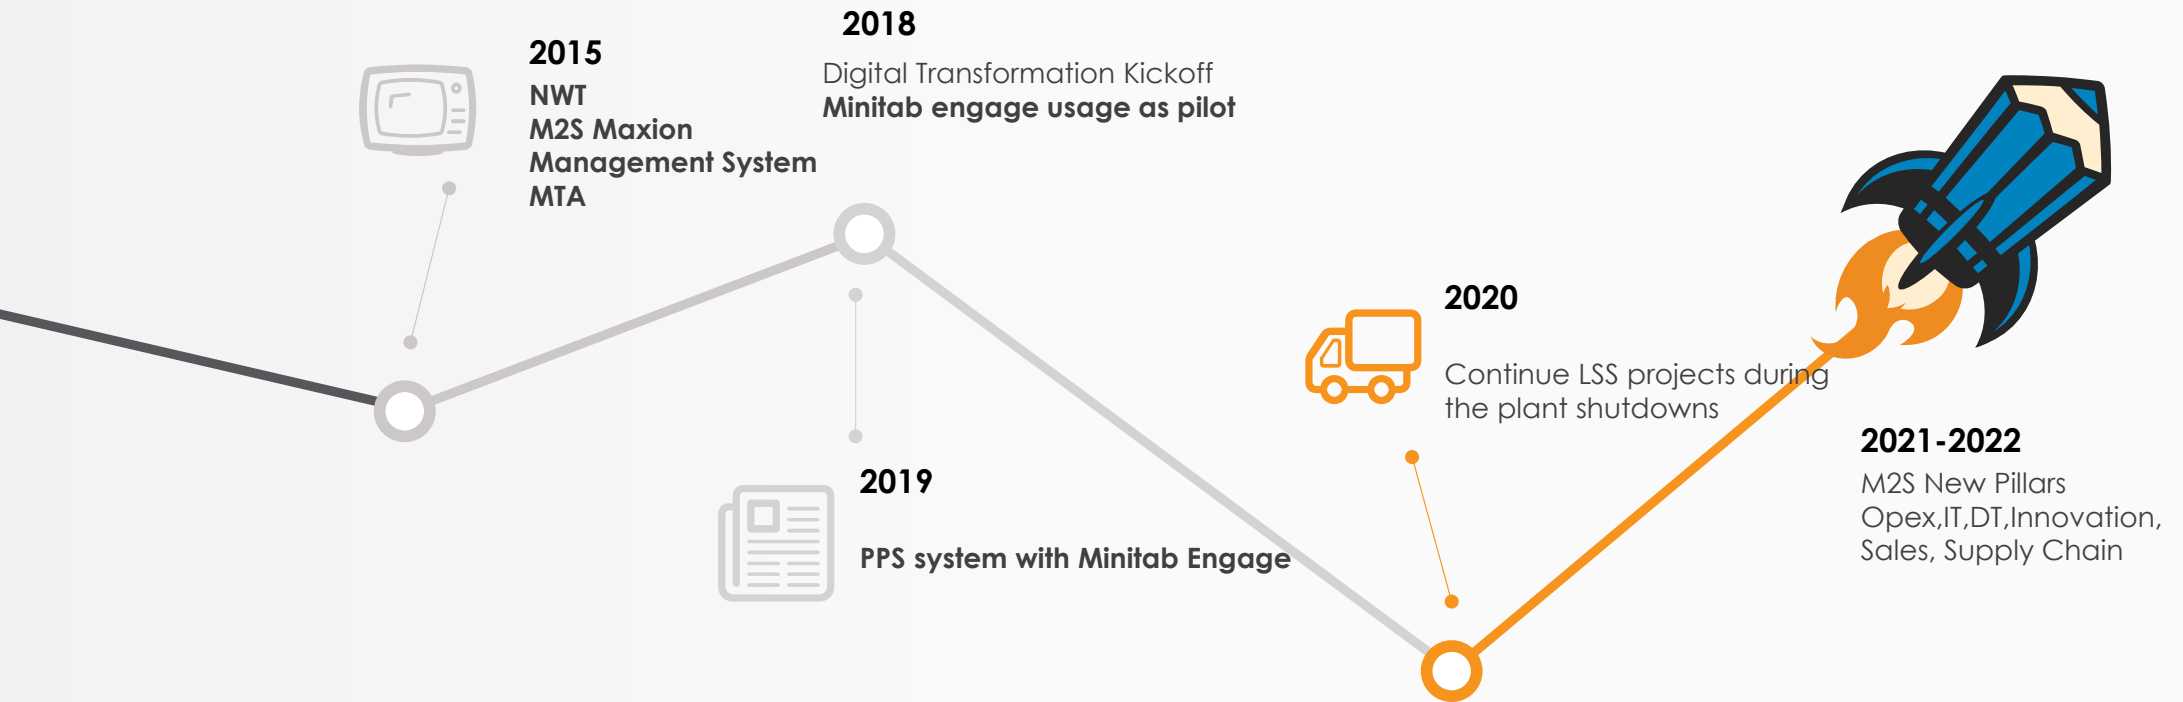 2015
NWT
M2S Maxion
Management System
MTA
2018
Digital Transformation Kickoff
Minitab engage usage as pilot
2019
PPS system with Minitab Engage
2020
Continue LSS projects during
the plant shutdowns
2021-2022
M2S New Pillars
Opex,IT,DT,Innovation,
Sales, Supply Chain